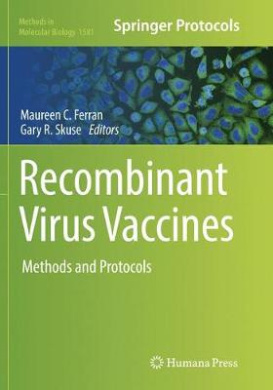 Methods in
Molecular Biology 1581
Springer Protocols
Maureen C. Ferran
Gary R. Skuse Editors
Recombinant
Virus Vaccines
Methods and Protocols
Humana Press